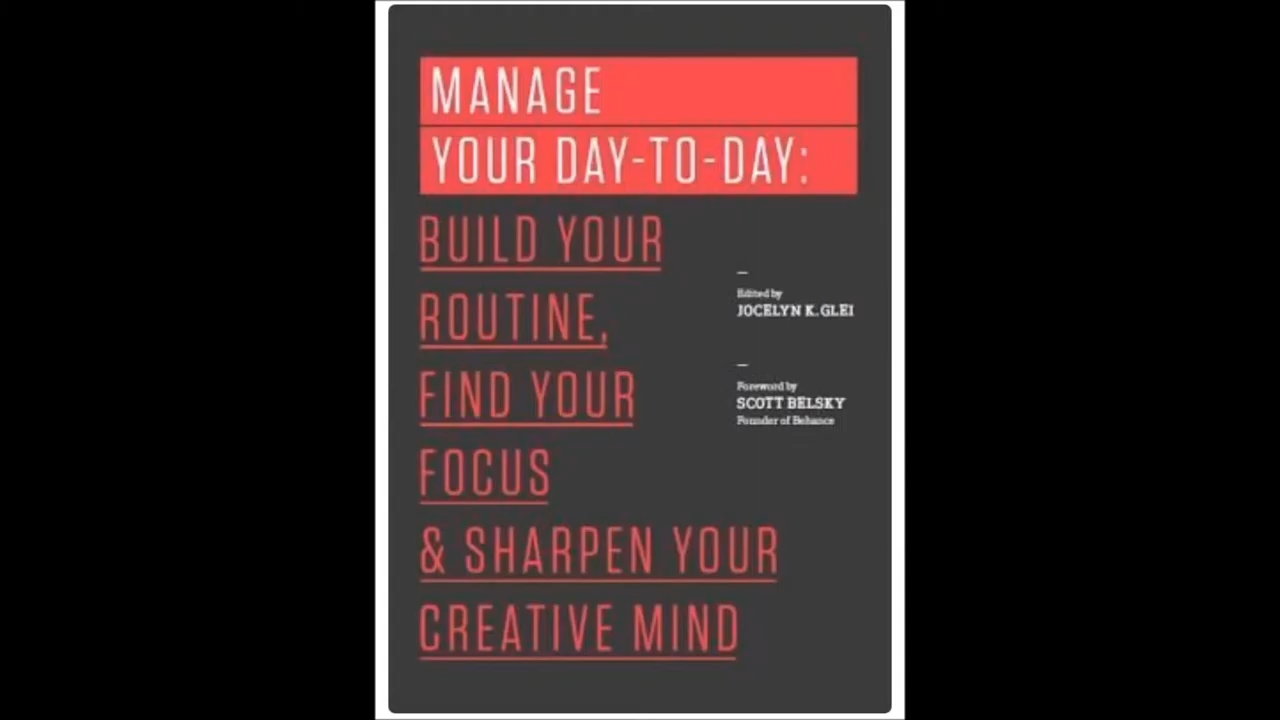 MANAGE
YOUR DAY-TO-DAY:
BUILD YOUR
ROUTINE,
FIND YOUR
FOCUS
& SHARPEN YOUR
CREATIVE MIND
Edited by
JOCELYN K. GLEI
Foreword by
SCOTT BELSKY
Founder of Behance